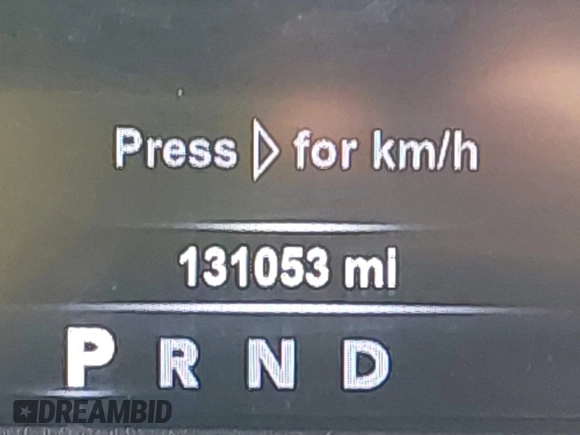 Press ▷ for km/h
131053 mi
P R N D
DREAMBID